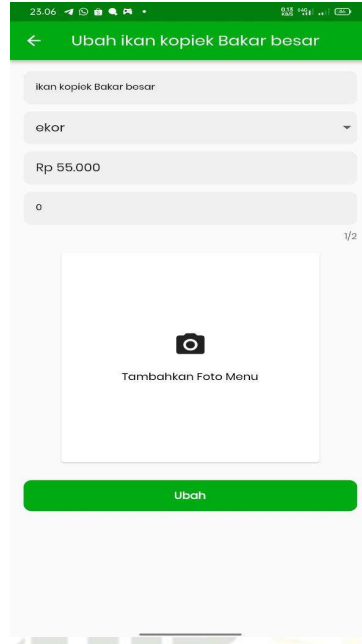 23.06
Ubah ikan kopiek Bakar besar
ikan kopiek Bakar besar
ekor
Rp 55.000
0
1/2
Tambahkan Foto Menu
Ubah